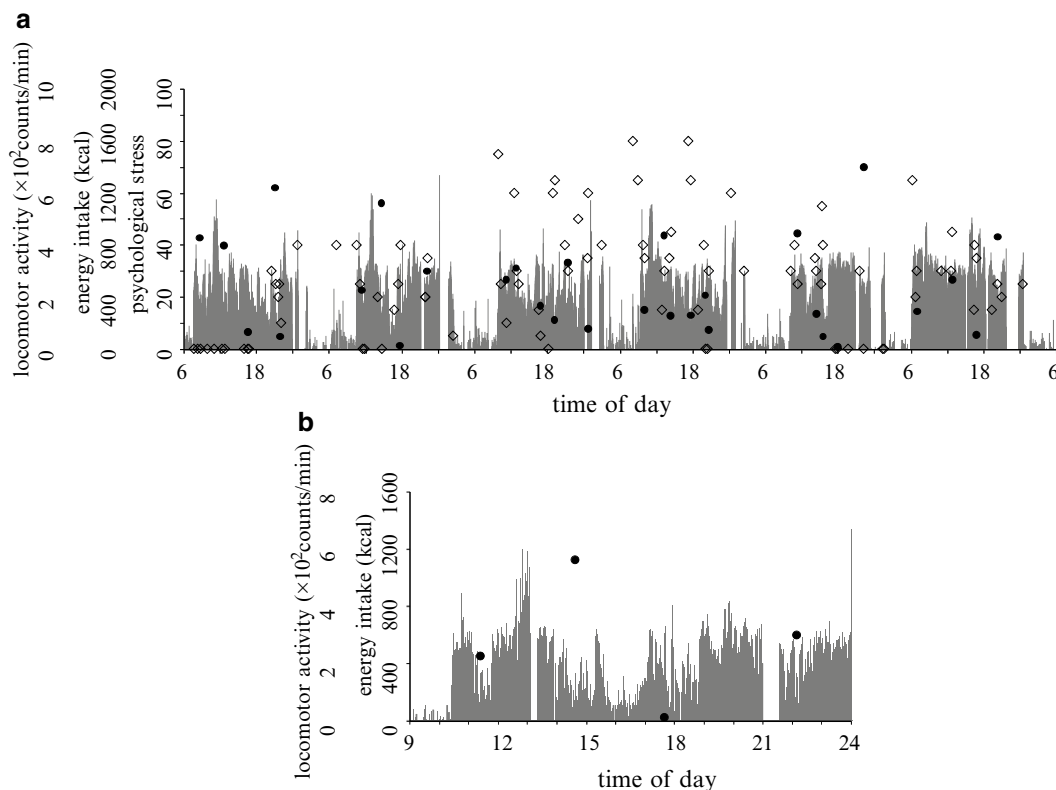 a
locomotor activity (×10²counts/min)
0 2 4 6 8 10
energy intake (kcal)
0 400 800 1200 1600 2000
psychological stress
0 20 40 60 80 100
6 18 6 18 6 18 6 18 6 18 6 18 6
time of day
b
locomotor activity (×10²counts/min)
0 2 4 6 8
energy intake (kcal)
0 400 800 1200 1600
9 12 15 18 21 24
time of day